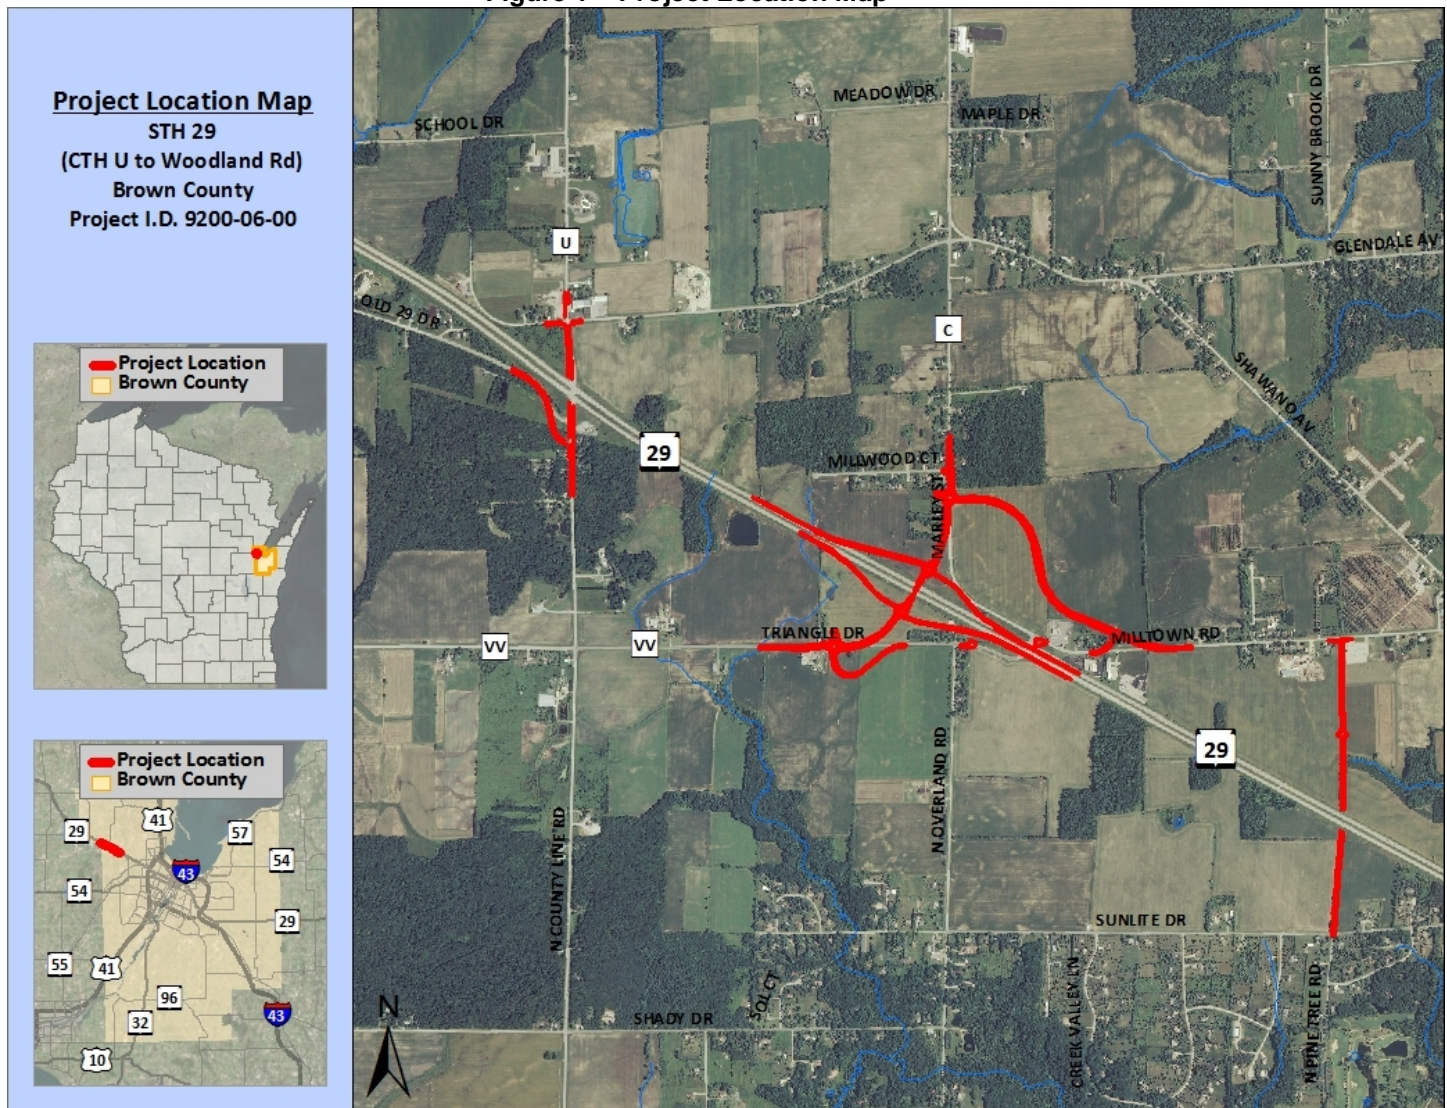 Project Location Map
STH 29
(CTH U to Woodland Rd)
Brown County
Project I.D. 9200-06-00
Project Location
Brown County
Project Location
Brown County
41
29
57
43
54
54
29
55
41
96
43
32
10
MEADOW DR
MAPLE DR
SCHOOL DR
SUNNY BROOK DR
U
GLENDALE AV
OLD 29 DR
C
SHAWANO AV
29
MILLWOOD CT
MARLEY ST
TRIANGLE DR
MILLTOWN RD
VV
VV
29
N OVERLAND RD
N COUNTY LINE RD
SUNLITE DR
CREEK VALLEY LN
N PINE TREE RD
SOL CT
SHADY DR
N